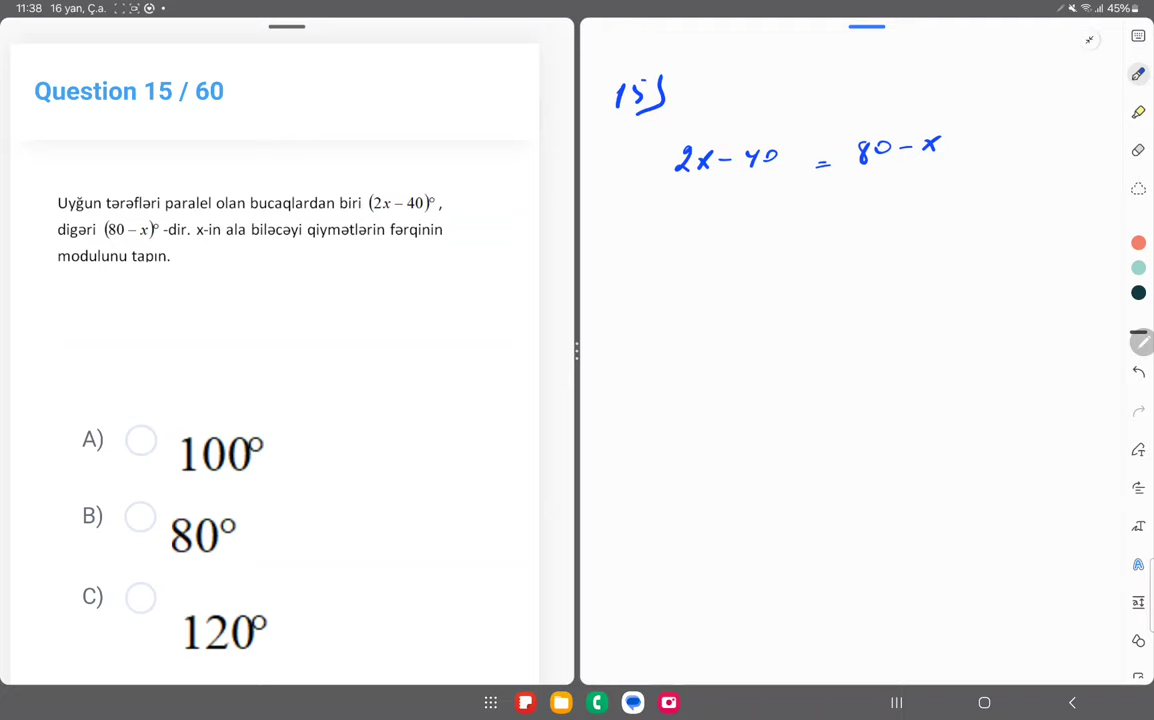 11:38 16 yan, Ç.a. 45%
Question 15 / 60
Uyğun tərəfləri paralel olan bucaqlardan biri (2x – 40)°,
digəri (80 – x)° -dir. x-in ala biləcəyi qiymətlərin fərqinin
modulunu tapın.
A) 100°
B) 80°
C) 120°
15)
2x - 40 = 80 - x